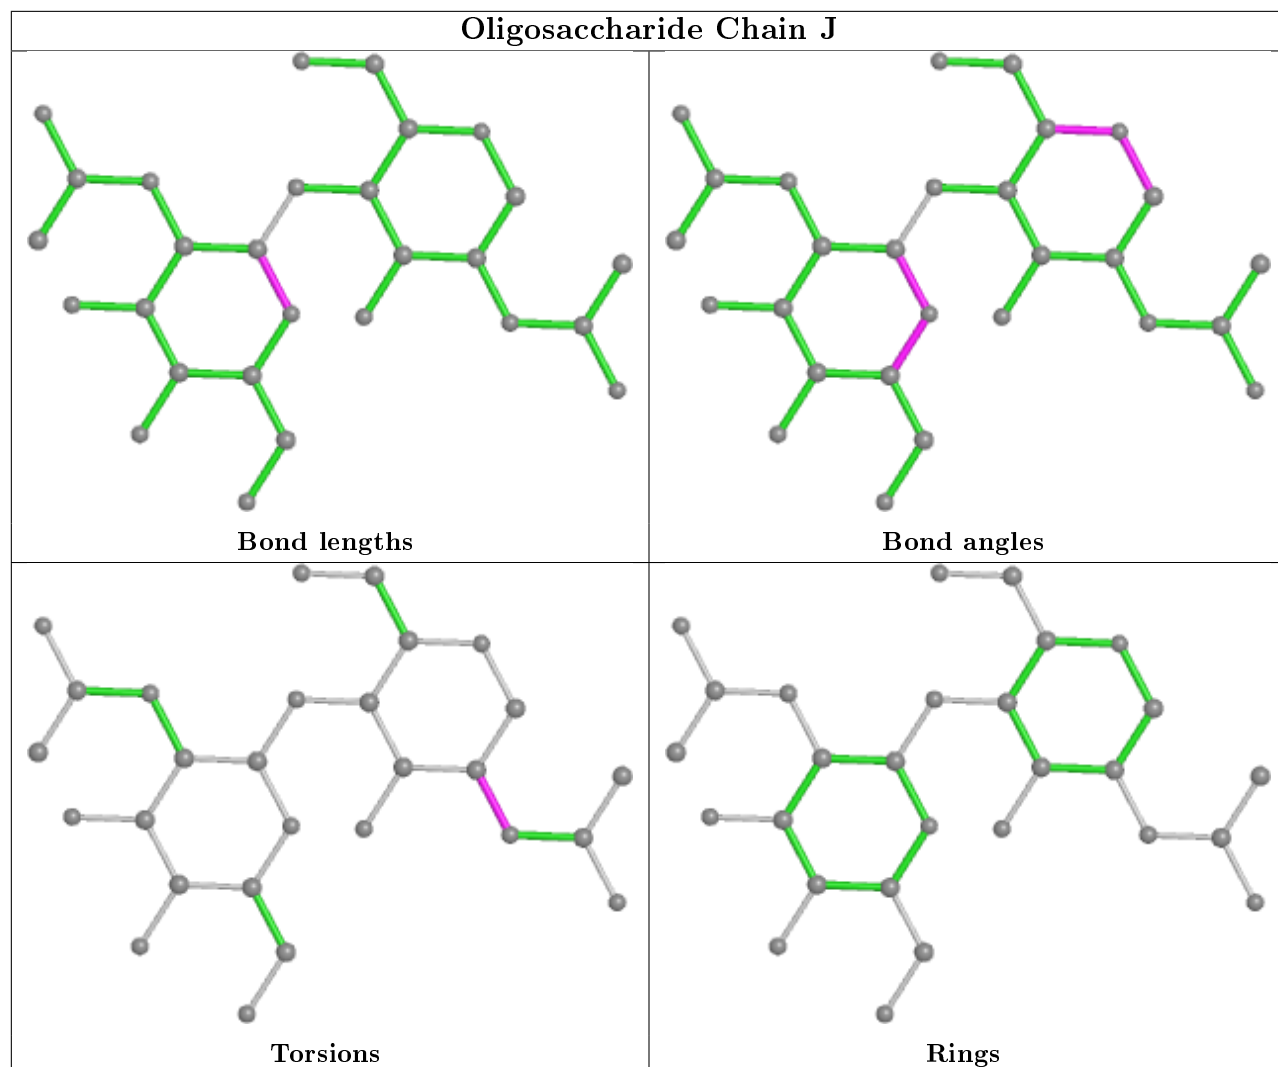 Oligosaccharide Chain J
Bond lengths
Bond angles
Torsions
Rings